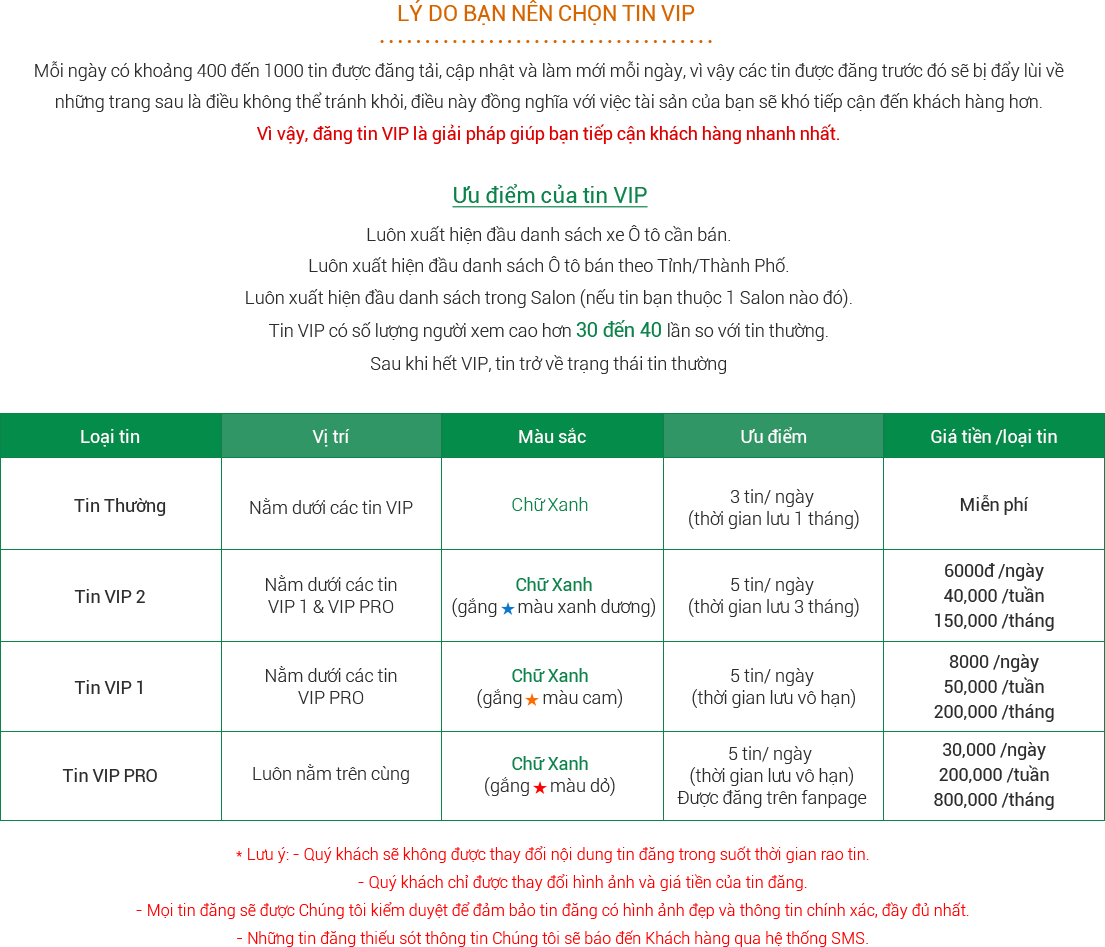 LÝ DO BẠN NÊN CHỌN TIN VIP
Mỗi ngày có khoảng 400 đến 1000 tin được đăng tải, cập nhật và làm mới mỗi ngày, vì vậy các tin được đăng trước đó sẽ bị đẩy lùi về
những trang sau là điều không thể tránh khỏi, điều này đồng nghĩa với việc tài sản của bạn sẽ khó tiếp cận đến khách hàng hơn.
Vì vậy, đăng tin VIP là giải pháp giúp bạn tiếp cận khách hàng nhanh nhất.
Ưu điểm của tin VIP
Luôn xuất hiện đầu danh sách xe Ô tô cần bán.
Luôn xuất hiện đầu danh sách Ô tô bán theo Tỉnh/Thành Phố.
Luôn xuất hiện đầu danh sách trong Salon (nếu tin bạn thuộc 1 Salon nào đó).
Tin VIP có số lượng người xem cao hơn 30 đến 40 lần so với tin thường.
Sau khi hết VIP, tin trở về trạng thái tin thường
Loại tin
Vị trí
Màu sắc
Ưu điểm
Giá tiền /loại tin
Tin Thường
Nằm dưới các tin VIP
Chữ Xanh
3 tin/ ngày
(thời gian lưu 1 tháng)
Miễn phí
Tin VIP 2
Nằm dưới các tin
VIP 1 & VIP PRO
Chữ Xanh
(gắng ★ màu xanh dương)
5 tin/ ngày
(thời gian lưu 3 tháng)
6000đ /ngày
40,000 /tuần
150,000 /tháng
Tin VIP 1
Nằm dưới các tin
VIP PRO
Chữ Xanh
(gắng ★ màu cam)
5 tin/ ngày
(thời gian lưu vô hạn)
8000 /ngày
50,000 /tuần
200,000 /tháng
Tin VIP PRO
Luôn nằm trên cùng
Chữ Xanh
(gắng ★ màu dỏ)
5 tin/ ngày
(thời gian lưu vô hạn)
Được đăng trên fanpage
30,000 /ngày
200,000 /tuần
800,000 /tháng
* Lưu ý: - Quý khách sẽ không được thay đổi nội dung tin đăng trong suốt thời gian rao tin.
- Quý khách chỉ được thay đổi hình ảnh và giá tiền của tin đăng.
- Mọi tin đăng sẽ được Chúng tôi kiểm duyệt để đảm bảo tin đăng có hình ảnh đẹp và thông tin chính xác, đầy đủ nhất.
- Những tin đăng thiếu sót thông tin Chúng tôi sẽ báo đến Khách hàng qua hệ thống SMS.